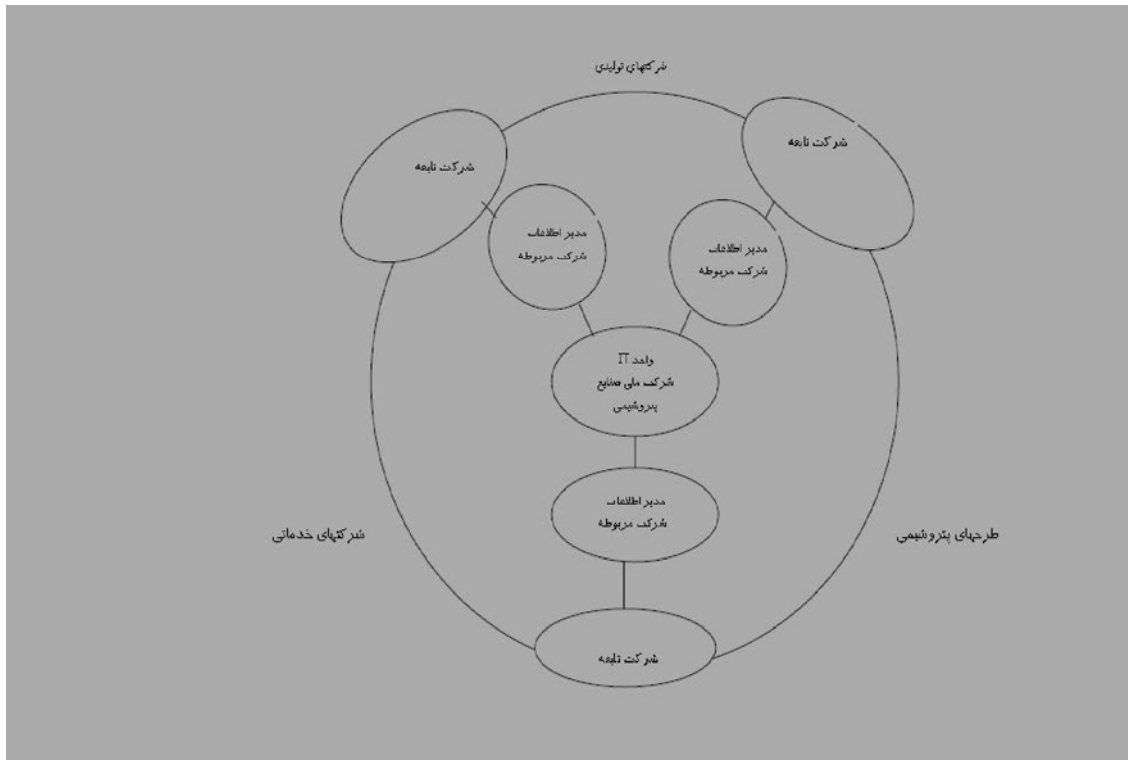 شرکتهای تولیدی
شرکت تابعه
شرکت تابعه
مدیر اطلاعات
شرکت مربوطه
مدیر اطلاعات
شرکت مربوطه
واحد IT
شرکت ملی صنایع
پتروشیمی
مدیر اطلاعات
شرکت مربوطه
طرحهای پتروشیمی
شرکتهای خدماتی
شرکت تابعه